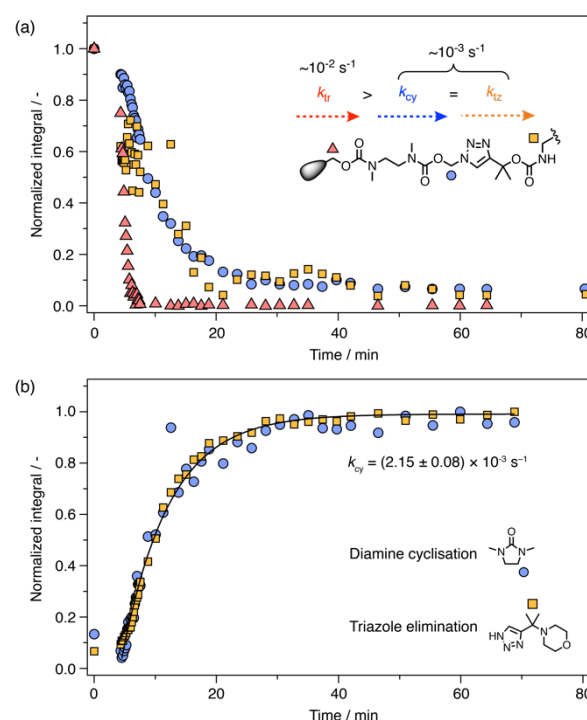 (a)
1.0
0.8
0.6
0.4
0.2
0.0
Normalized integral / -
~10⁻² s⁻¹
~10⁻³ s⁻¹
kₜᵣ > k_cy = k_tz
O O N N O O N N=N O O N H
0
20
40
60
80
Time / min
(b)
1.0
0.8
0.6
0.4
0.2
0.0
Normalized integral / -
k_cy = (2.15 ± 0.08) × 10⁻³ s⁻¹
Diamine cyclisation
O
N N
Triazole elimination
HN N=N N O
0
20
40
60
80
Time / min